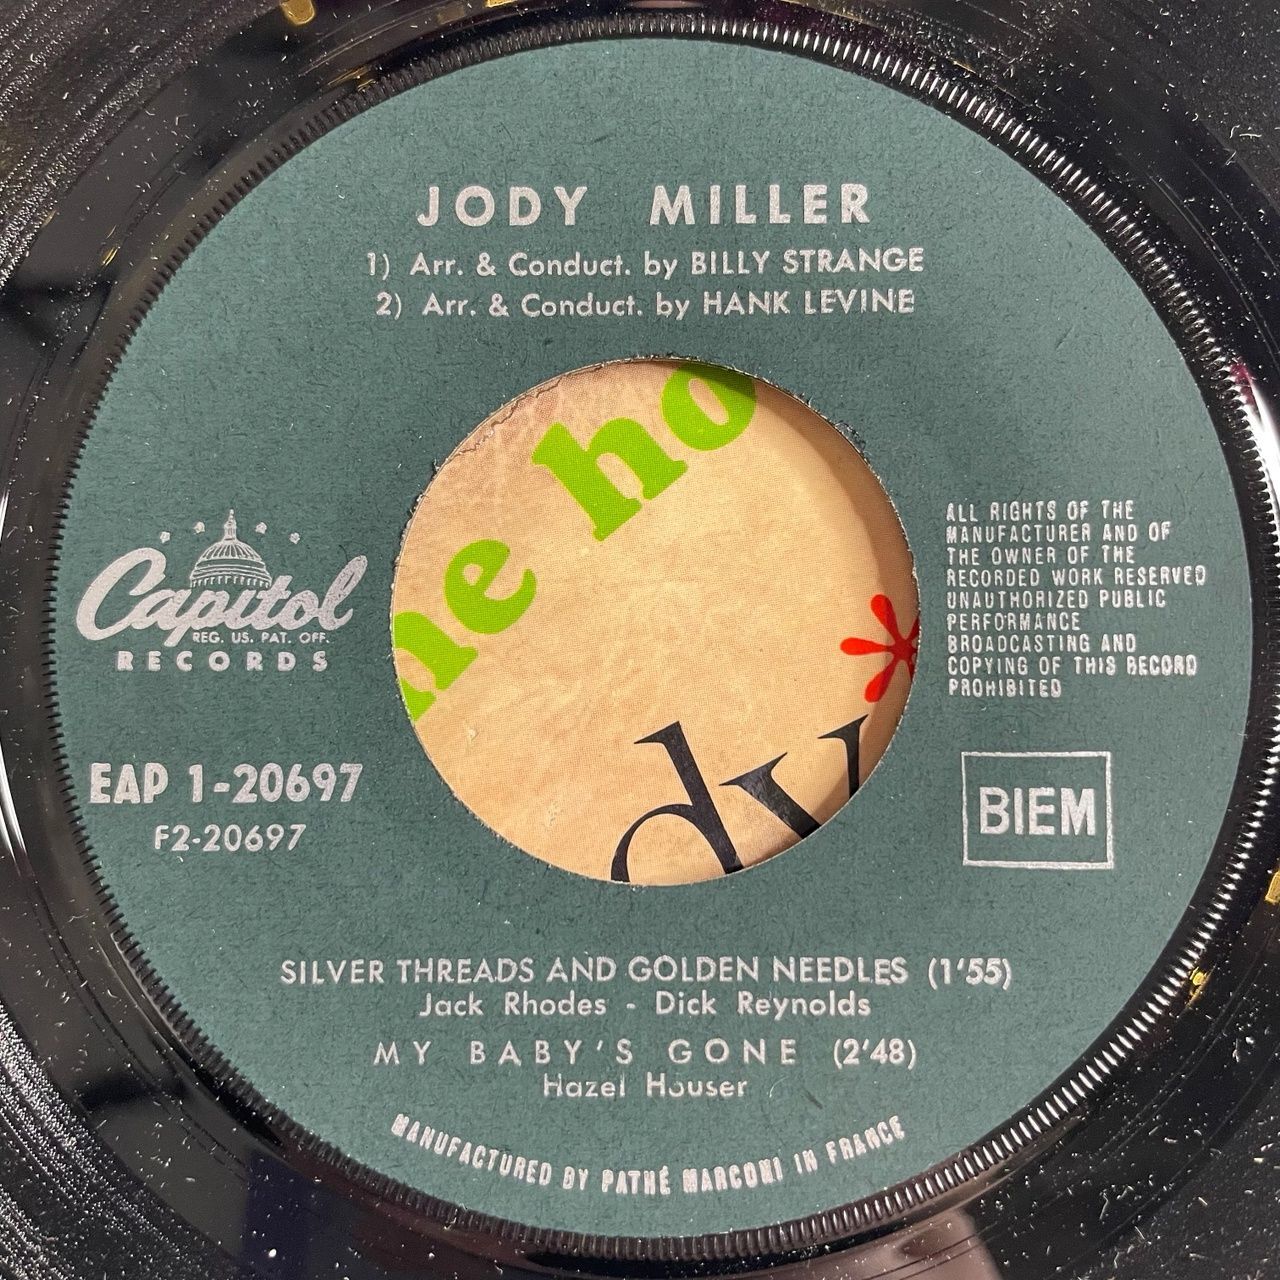 JODY MILLER
1) Arr. & Conduct. by BILLY STRANGE
2) Arr. & Conduct. by HANK LEVINE
he ho
dy
Capitol
REG. US. PAT. OFF.
RECORDS
ALL RIGHTS OF THE
MANUFACTURER AND OF
THE OWNER OF THE
RECORDED WORK RESERVED
UNAUTHORIZED PUBLIC
PERFORMANCE
BROADCASTING AND
COPYING OF THIS RECORD
PROHIBITED
EAP 1-20697
F2-20697
BIEM
SILVER THREADS AND GOLDEN NEEDLES (1'55)
Jack Rhodes - Dick Reynolds
MY BABY'S GONE (2'48)
Hazel Houser
MANUFACTURED BY PATHÉ MARCONI IN FRANCE